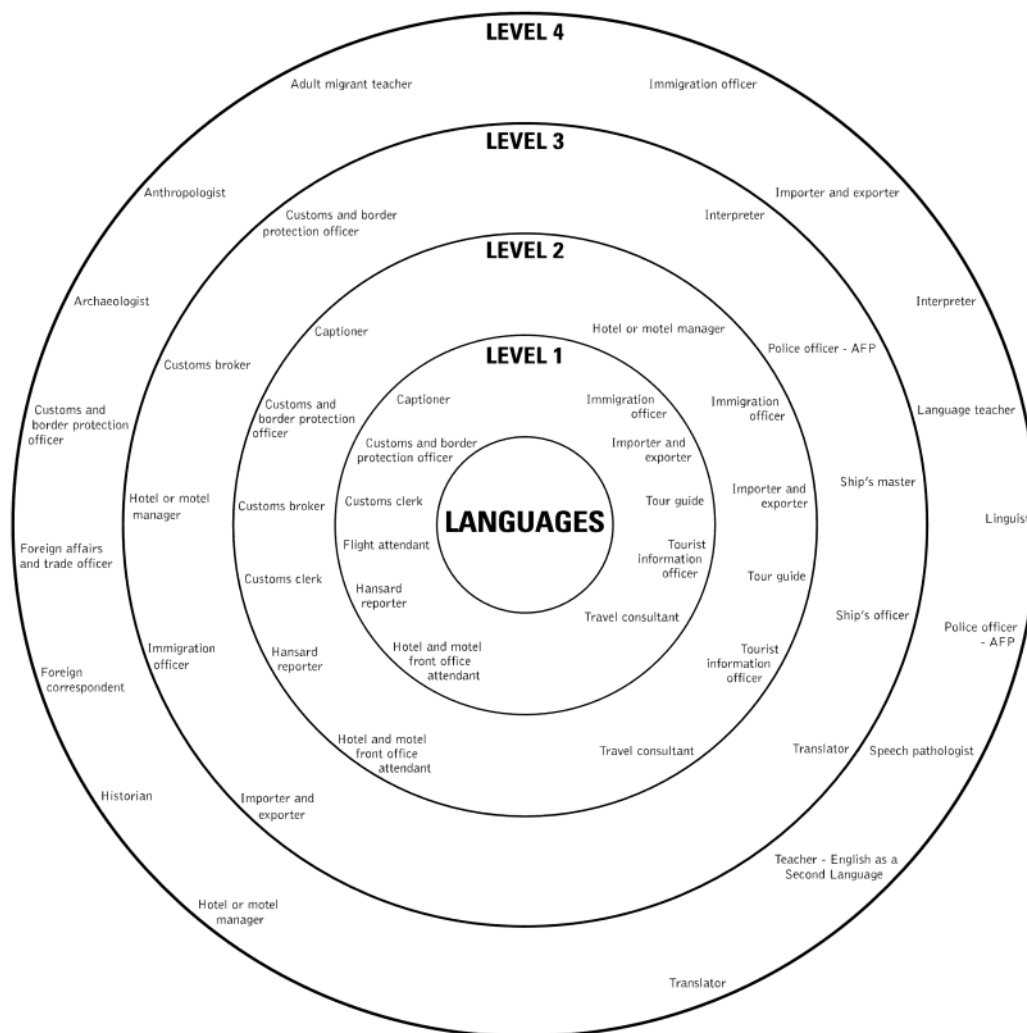 LEVEL 4
Adult migrant teacher
Immigration officer
Anthropologist
Importer and exporter
Archaeologist
Interpreter
Customs and
border protection
officer
Language teacher
Foreign affairs
and trade officer
Linguist
Foreign
correspondent
Police officer
- AFP
Historian
Speech pathologist
Hotel or motel
manager
Teacher - English as a
Second Language
Translator
LEVEL 3
Customs and border
protection officer
Interpreter
Customs broker
Police officer - AFP
Hotel or motel
manager
Ship's master
Immigration
officer
Ship's officer
Importer and
exporter
Translator
LEVEL 2
Captioner
Hotel or motel manager
Customs and
border protection
officer
Immigration
officer
Customs broker
Importer and
exporter
Customs clerk
Tour guide
Hansard
reporter
Tourist
information
officer
Hotel and motel
front office
attendant
Travel consultant
LEVEL 1
Captioner
Immigration
officer
Customs and border
protection officer
Importer and
exporter
Customs clerk
Tour guide
Flight attendant
Tourist
information
officer
Hansard
reporter
Travel consultant
Hotel and motel
front office
attendant
LANGUAGES